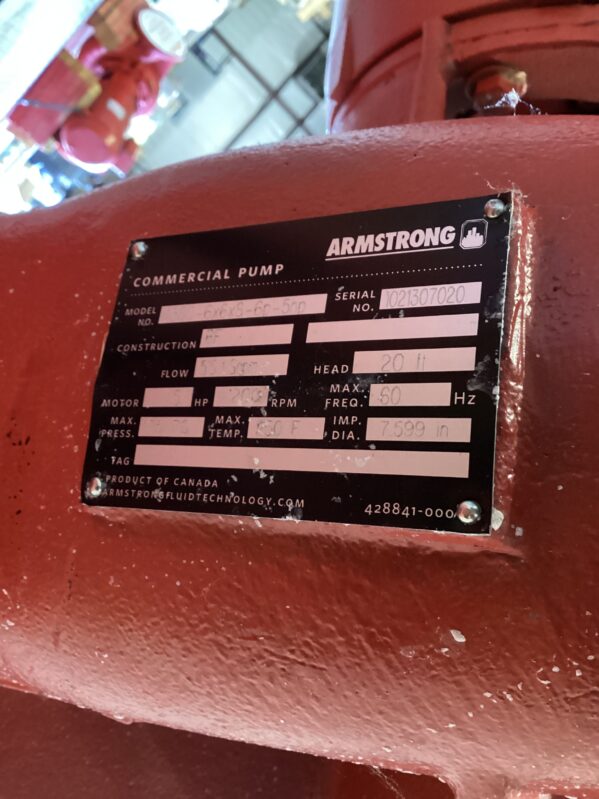 ARMSTRONG
COMMERCIAL PUMP
MODEL NO. SERIAL NO. 1021307020
CONSTRUCTION
FLOW HEAD 20 ft
MOTOR HP RPM MAX. FREQ. 60 Hz
MAX. PRESS. MAX. TEMP. IMP. DIA. 7.599 in
TAG
PRODUCT OF CANADA
ARMSTRONGFLUIDTECHNOLOGY.COM
428841-000